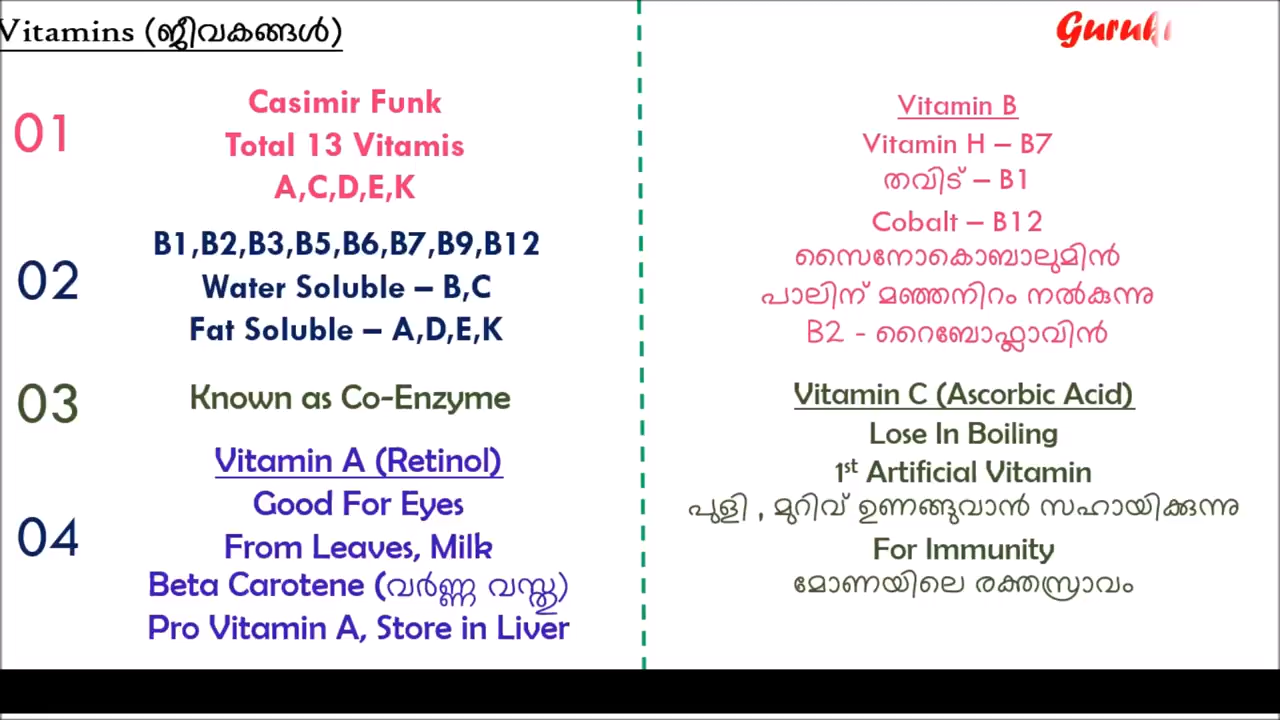 Vitamins (ജീവകങ്ങൾ)
01
Casimir Funk
Total 13 Vitamis
A,C,D,E,K
02
B1,B2,B3,B5,B6,B7,B9,B12
Water Soluble – B,C
Fat Soluble – A,D,E,K
03
Known as Co-Enzyme
04
Vitamin A (Retinol)
Good For Eyes
From Leaves, Milk
Beta Carotene (വർണ്ണ വസ്തു)
Pro Vitamin A, Store in Liver
Vitamin B
Vitamin H – B7
തവിട് – B1
Cobalt – B12
സൈനോകൊബാലുമിൻ
പാലിന് മഞ്ഞനിറം നൽകുന്നു
B2 - റൈബോഫ്ലാവിൻ
Vitamin C (Ascorbic Acid)
Lose In Boiling
1st Artificial Vitamin
പുളി , മുറിവ് ഉണങ്ങുവാൻ സഹായിക്കുന്നു
For Immunity
മോണയിലെ രക്തസ്രാവം